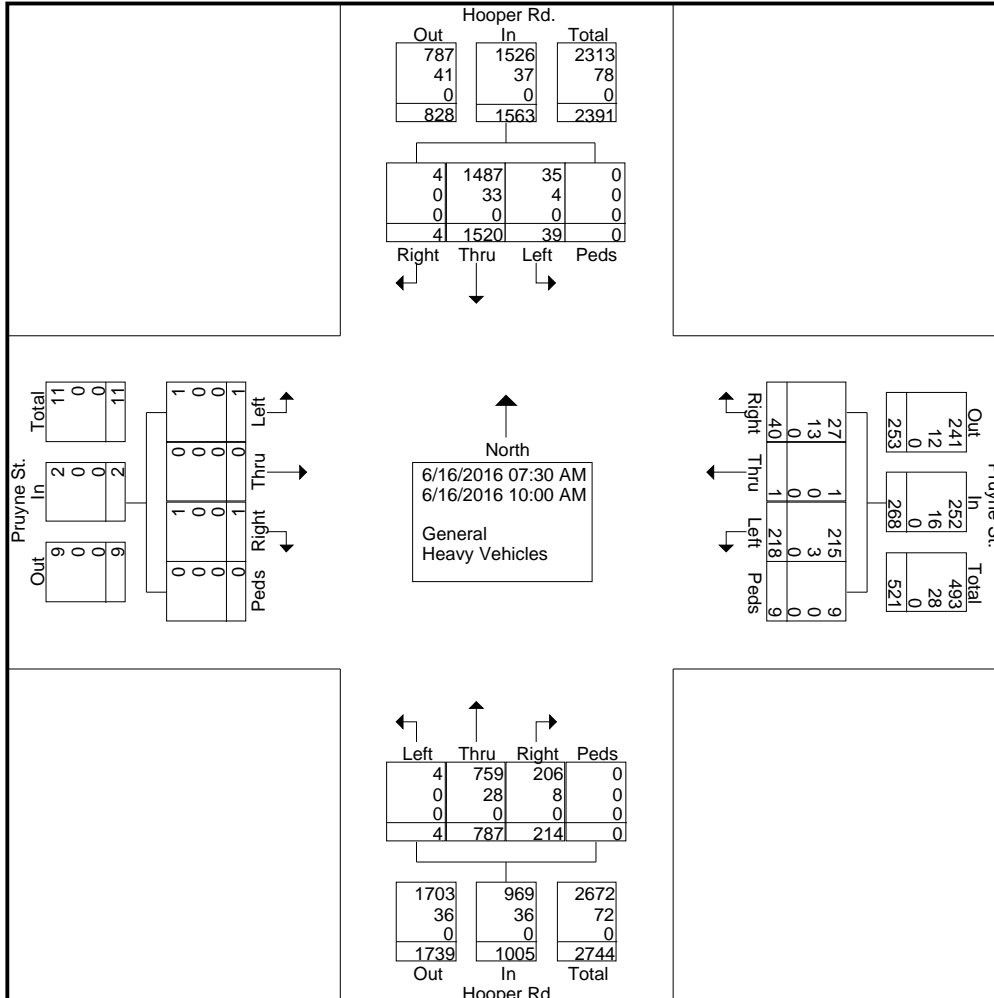 Hooper Rd.
Out In Total
787 1526 2313
41 37 78
0 0 0
828 1563 2391
4 1487 35 0
0 33 4 0
0 0 0 0
4 1520 39 0
Right Thru Left Peds
Pruyne St.
Total In Out
11 2 9
0 0 0
0 0 0
11 2 9
Left Thru Right Peds
1 0 1 0
0 0 0 0
0 0 0 0
1 0 1 0
North
6/16/2016 07:30 AM
6/16/2016 10:00 AM
General
Heavy Vehicles
Right Thru Left Peds
27 1 215 9
13 0 3 0
0 0 0 0
40 1 218 9
Out In Total
241 252 493
12 16 28
0 0 0
253 268 521
Pruyne St.
Left Thru Right Peds
4 759 206 0
0 28 8 0
0 0 0 0
4 787 214 0
1703 969 2672
36 36 72
0 0 0
1739 1005 2744
Out In Total
Hooper Rd.